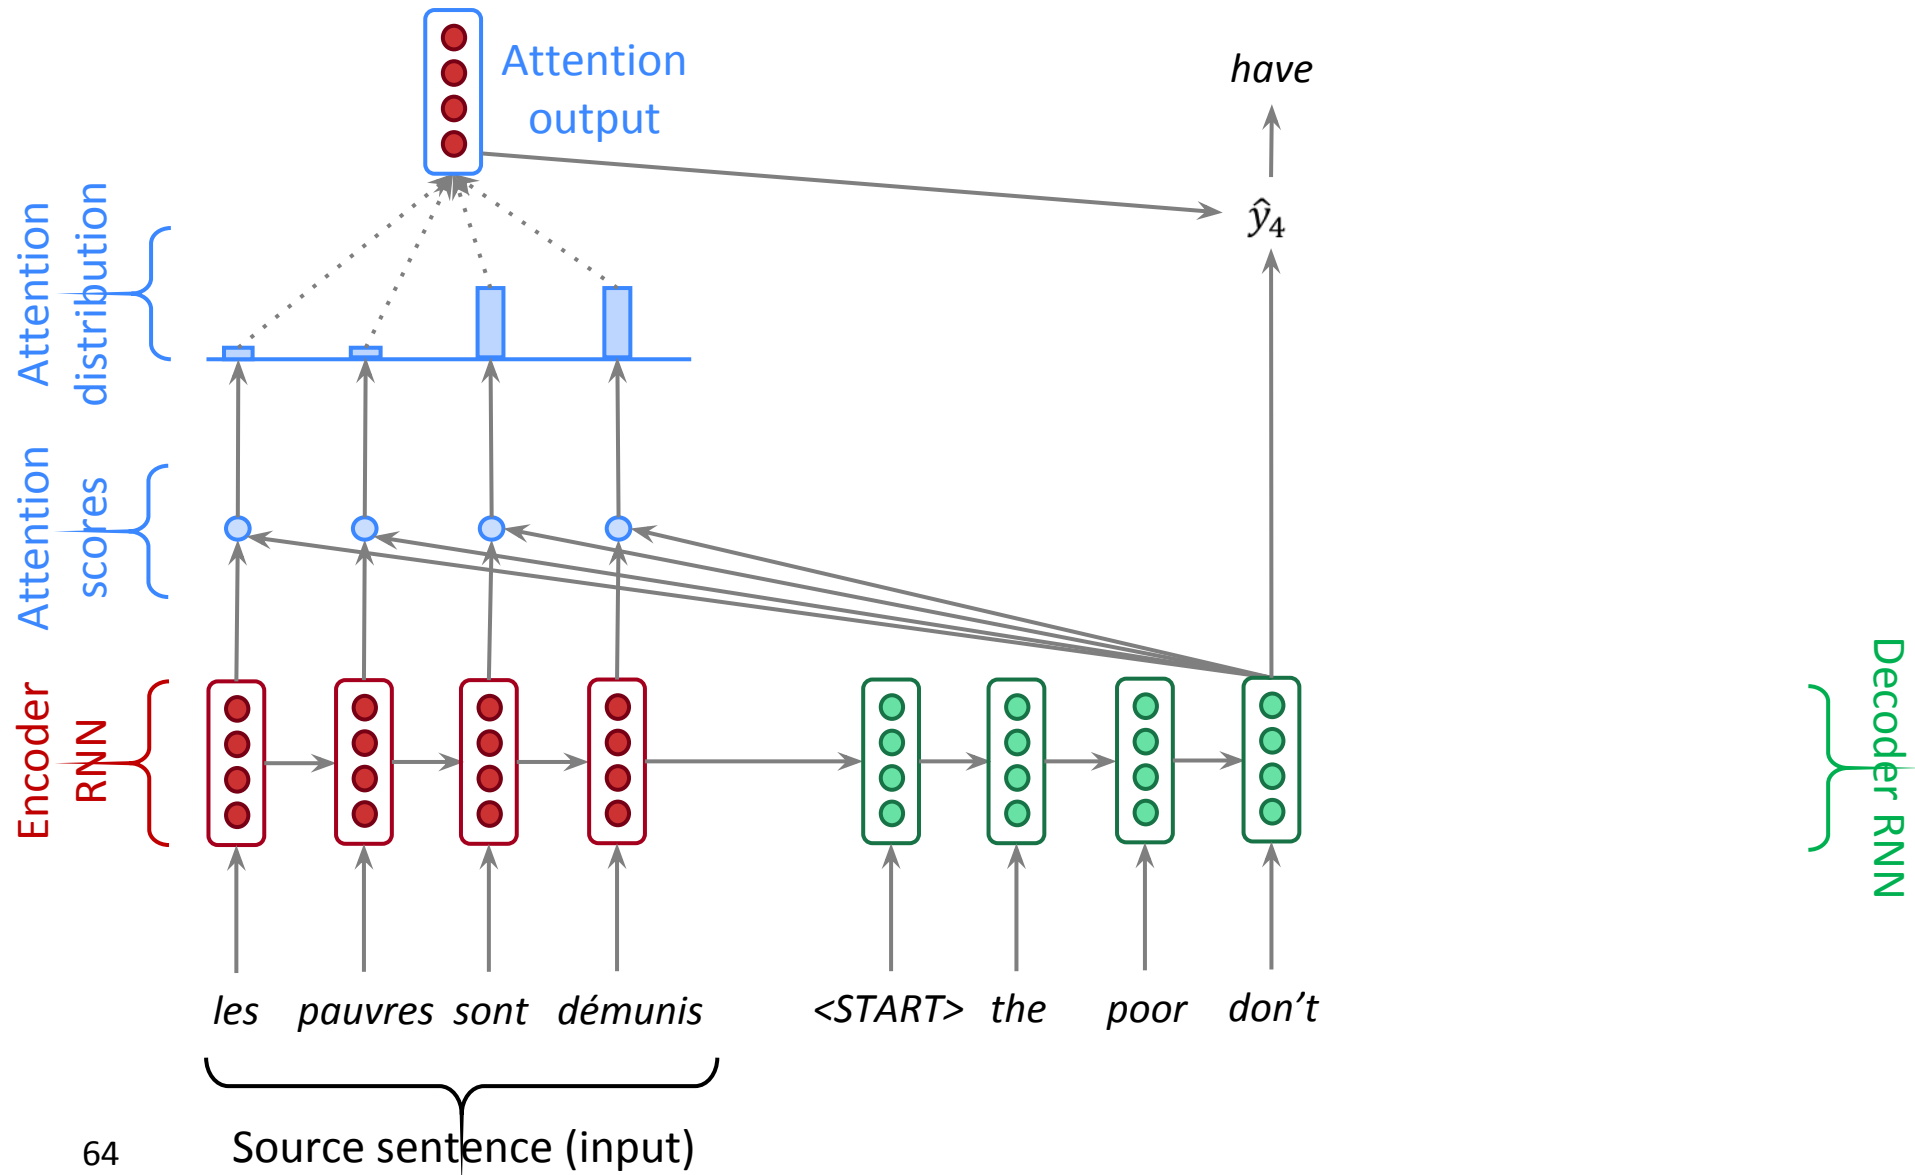 Attention
output
have
ŷ₄
Attention
distribution
Attention
scores
Encoder
RNN
Decoder RNN
les pauvres sont démunis <START> the poor don’t
Source sentence (input)
64